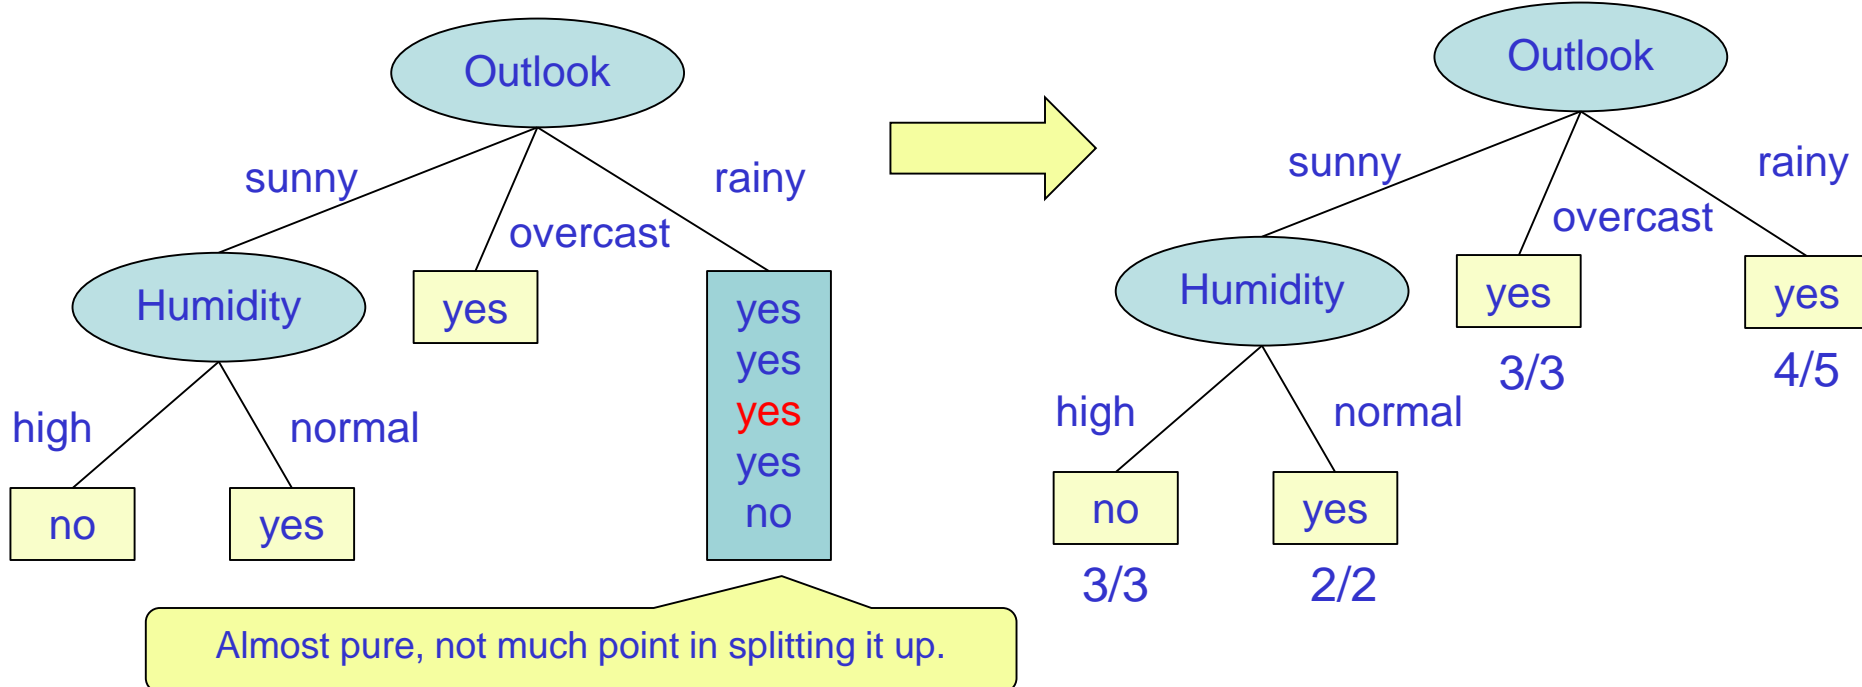 Outlook
sunny
overcast
rainy
Humidity
yes
yes
yes
yes
yes
no
high
normal
no
yes
Almost pure, not much point in splitting it up.
Outlook
sunny
overcast
rainy
Humidity
yes
yes
3/3
4/5
high
normal
no
yes
3/3
2/2